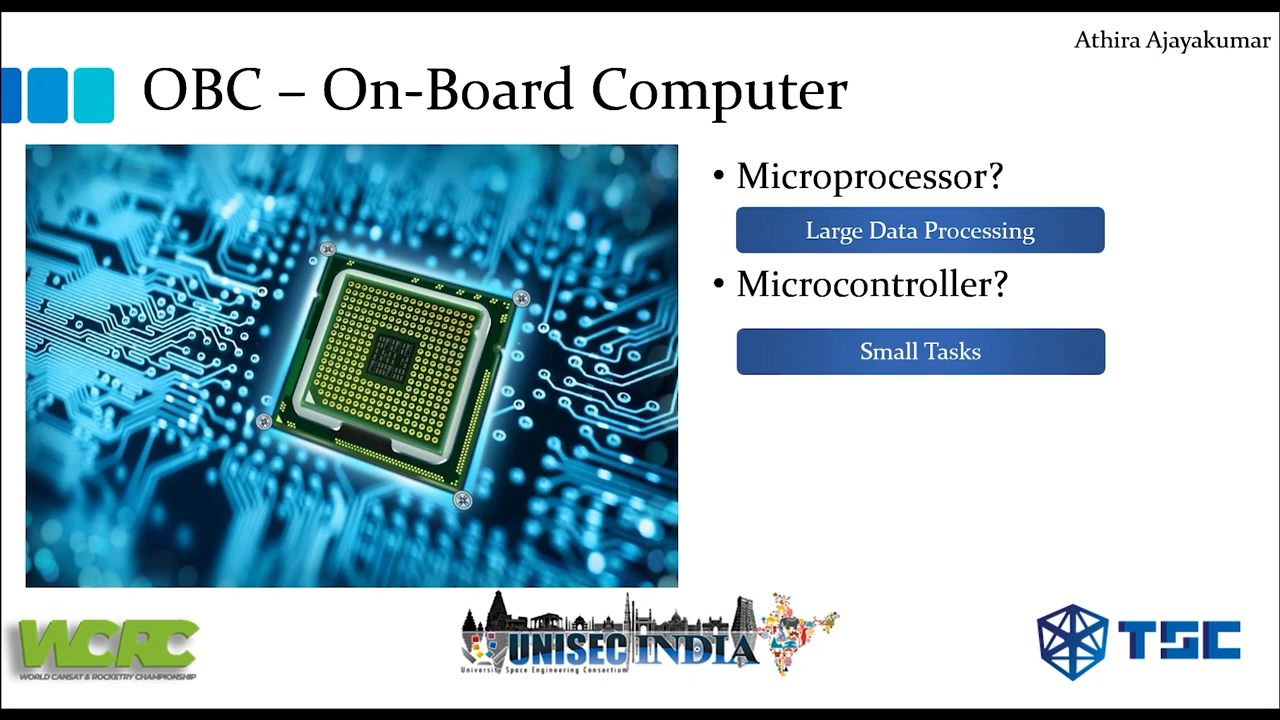 Athira Ajayakumar
OBC – On-Board Computer
• Microprocessor?
Large Data Processing
• Microcontroller?
Small Tasks
WCRC
WORLD CANSAT & ROCKETRY CHAMPIONSHIP
UNISEC INDIA
University Space Engineering Consortium
TSC